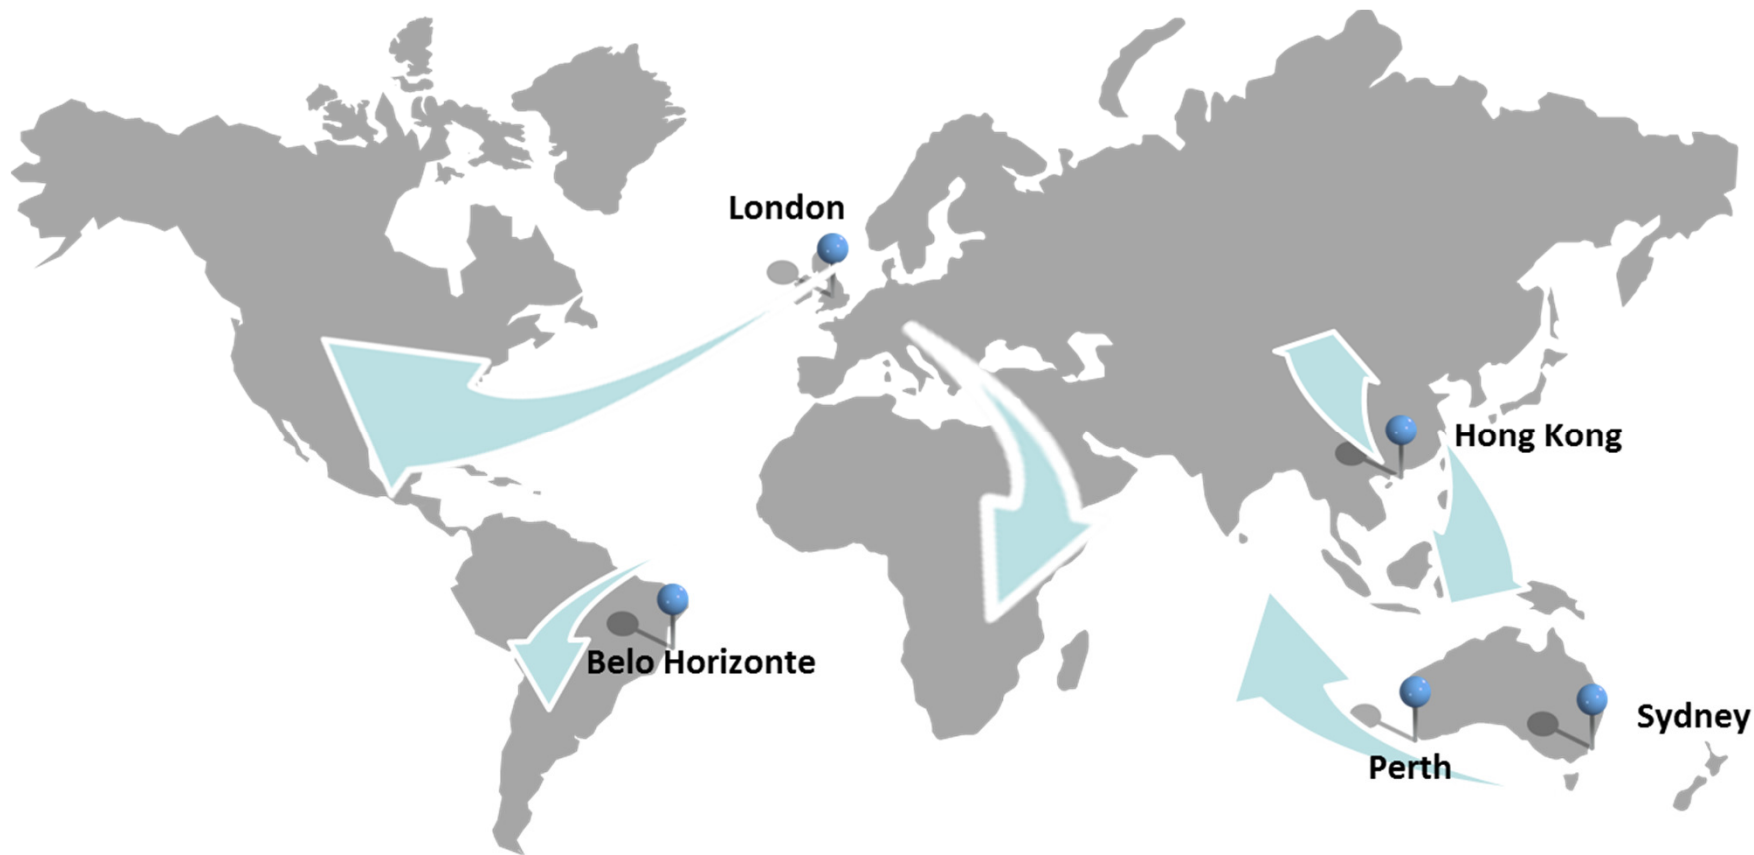 London
Hong Kong
Belo Horizonte
Sydney
Perth